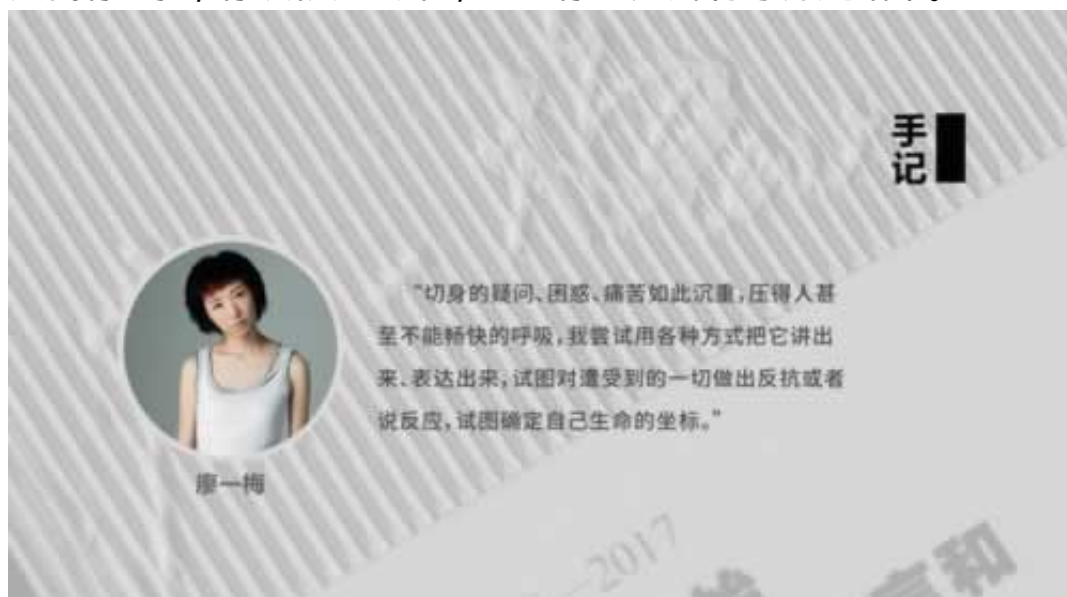 手记
"切身的疑问、困惑、痛苦如此沉重，压得人甚
至不能畅快的呼吸，我尝试用各种方式把它讲出
来、表达出来，试图对遭受到的一切做出反抗或者
说反应，试图确定自己生命的坐标。"
廖一梅
—2017